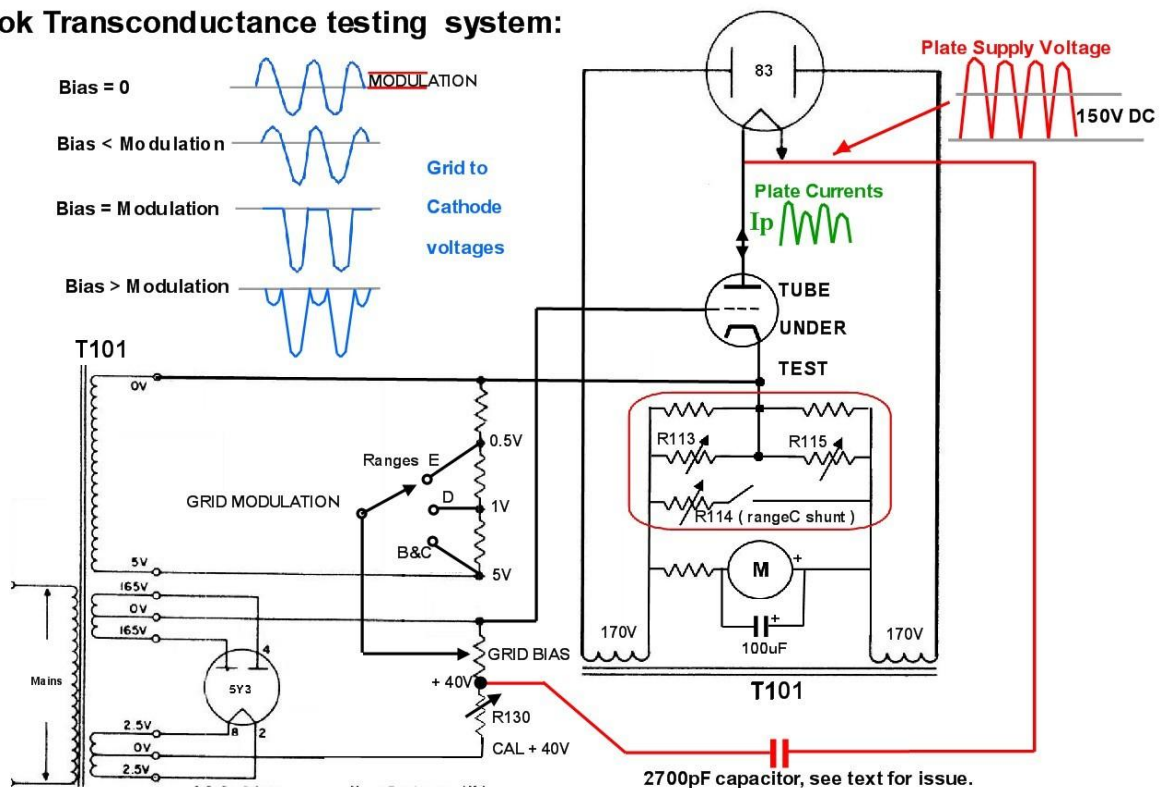 ok Transconductance testing system:
Bias = 0
MODULATION
Bias < Modulation
Bias = Modulation
Bias > Modulation
Grid to
Cathode
voltages
83
Plate Supply Voltage
150V DC
Plate Currents
Ip
TUBE
UNDER
TEST
T101
0V
0.5V
Ranges E
GRID MODULATION
D
1V
B&C
5V
5V
165V
0V
165V
4
5Y3
8
2
Mains
2.5V
0V
2.5V
GRID BIAS
+ 40V
R130
CAL + 40V
R113
R115
R114 ( rangeC shunt )
M
+
+
100uF
170V
170V
T101
2700pF capacitor, see text for issue.